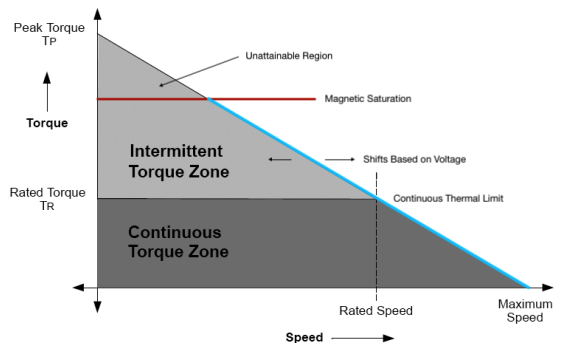 Peak Torque
TP
Unattainable Region
Magnetic Saturation
Torque
Intermittent
Torque Zone
Shifts Based on Voltage
Rated Torque
TR
Continuous Thermal Limit
Continuous
Torque Zone
Rated Speed
Maximum
Speed
Speed